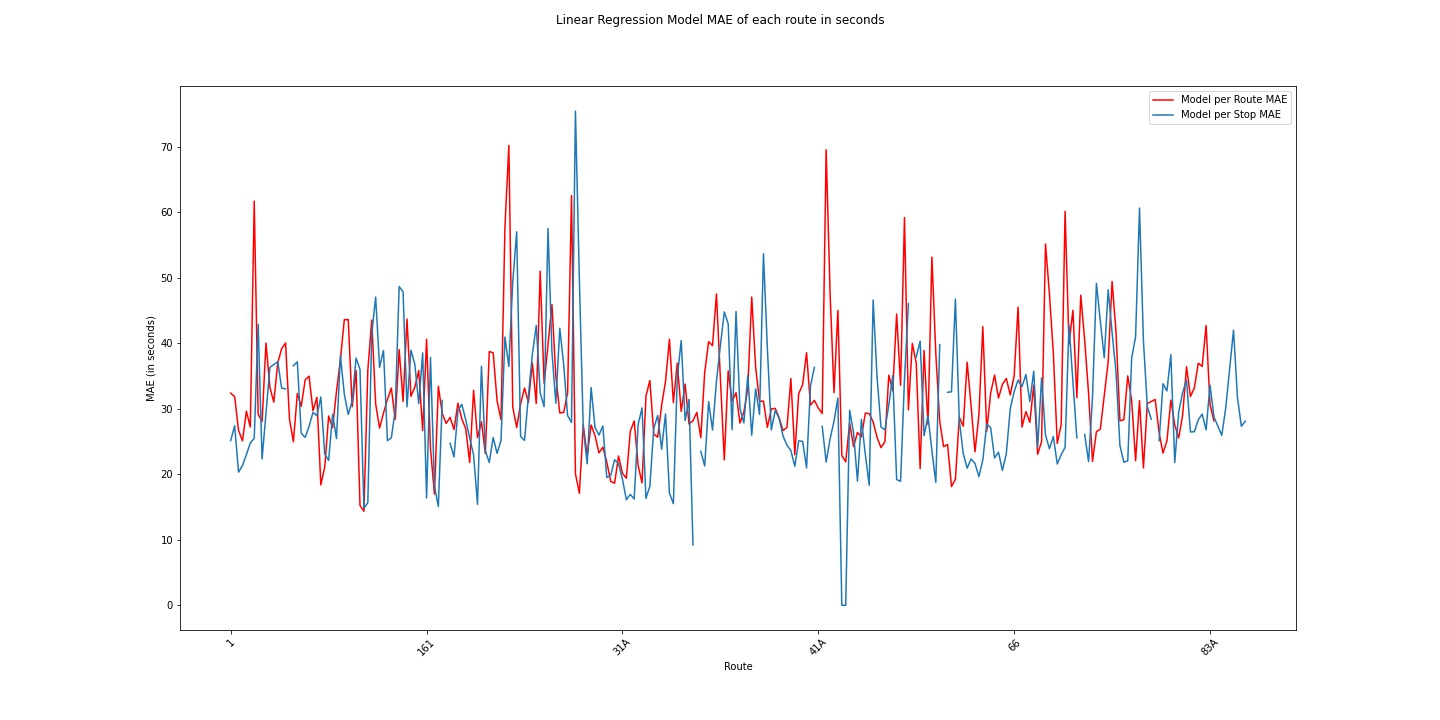 Linear Regression Model MAE of each route in seconds
Model per Route MAE
Model per Stop MAE
70
60
50
40
30
20
10
0
MAE (in seconds)
1
161
31A
41A
66
83A
Route